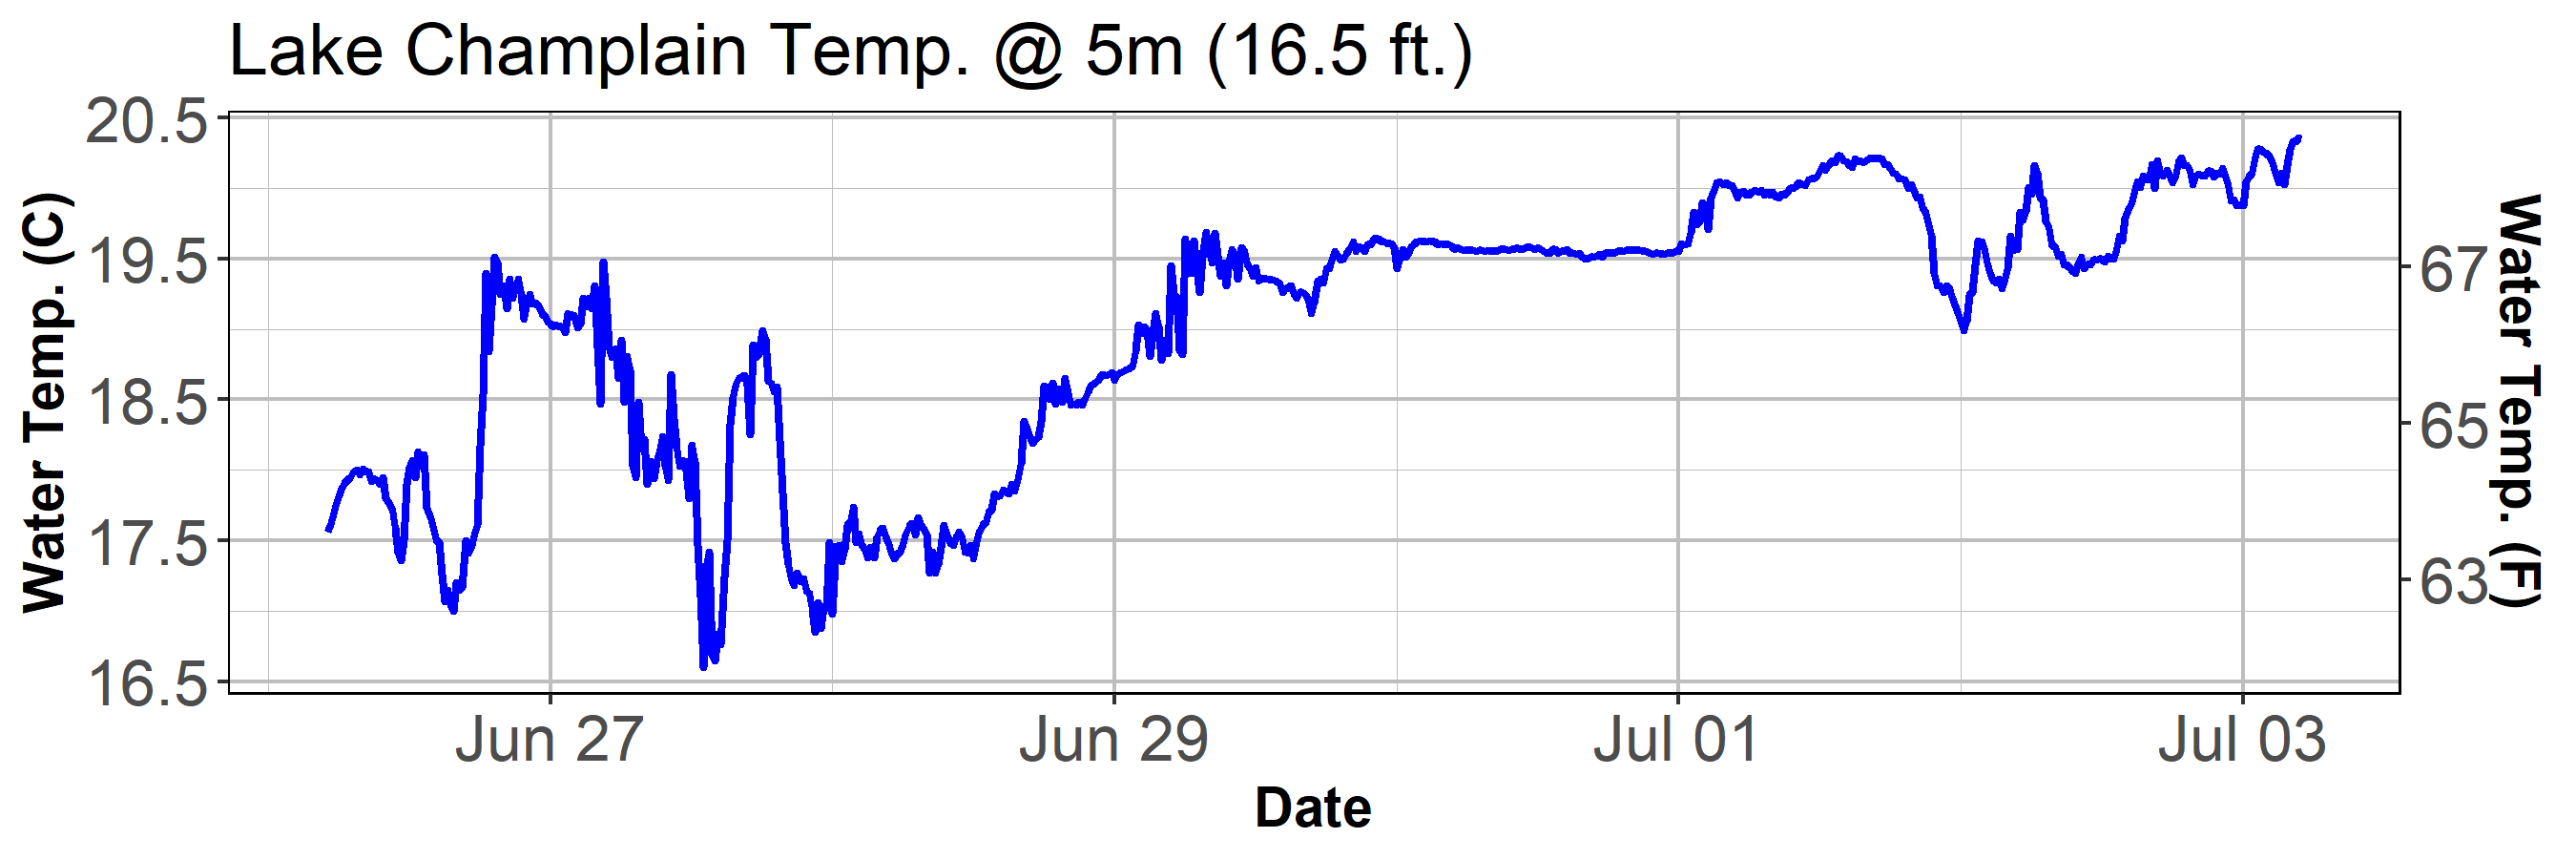 Lake Champlain Temp. @ 5m (16.5 ft.)
Water Temp. (C)
20.5
19.5
18.5
17.5
16.5
67
65
63
Water Temp. (F)
Jun 27
Jun 29
Jul 01
Jul 03
Date